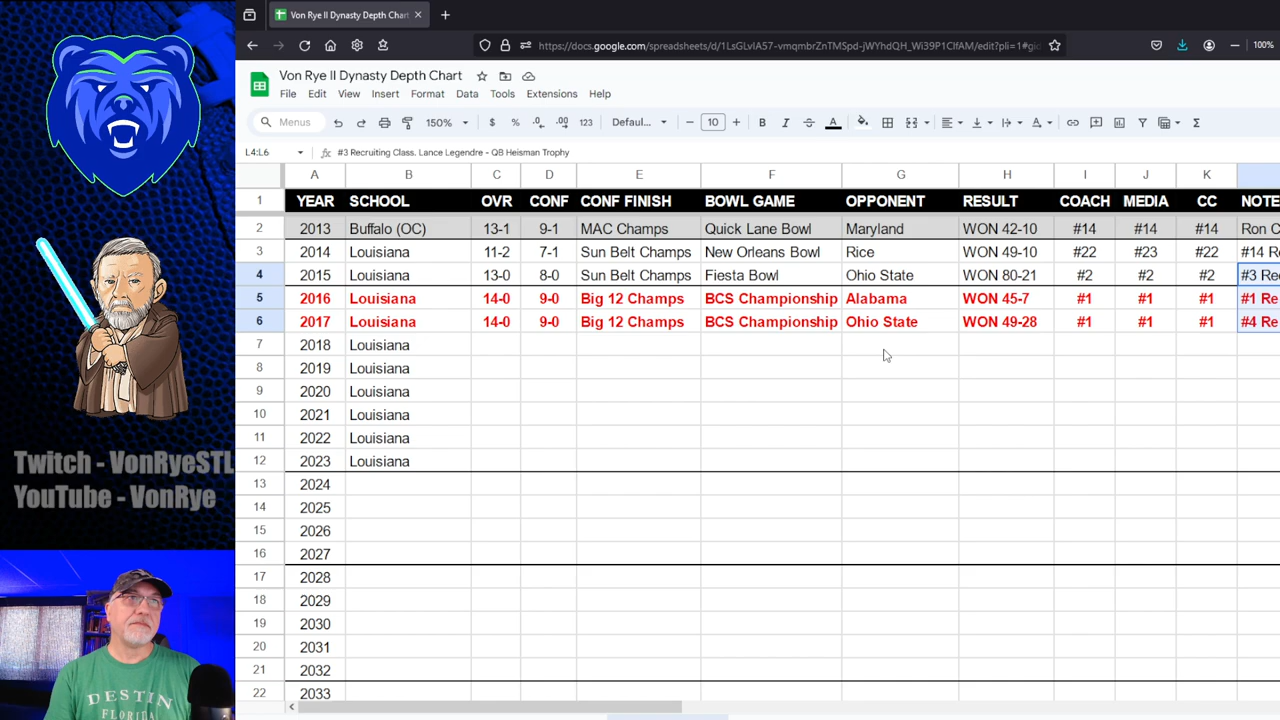 Von Rye II Dynasty Depth Chart
https://docs.google.com/spreadsheets/d/1LsGLvIA57-vmqmbrZnTMSpd-jWYhdQH_Wi39P1ClfAM/edit?pli=1#gid
100%
Von Rye II Dynasty Depth Chart
File Edit View Insert Format Data Tools Extensions Help
Menus 150% $ % .0 .00 123 Defaul... 10 B I A Σ
L4:L6 fx #3 Recruiting Class. Lance Legendre - QB Heisman Trophy
A B C D E F G H I J K
1 YEAR SCHOOL OVR CONF CONF FINISH BOWL GAME OPPONENT RESULT COACH MEDIA CC NOTE
2 2013 Buffalo (OC) 13-1 9-1 MAC Champs Quick Lane Bowl Maryland WON 42-10 #14 #14 #14 Ron C
3 2014 Louisiana 11-2 7-1 Sun Belt Champs New Orleans Bowl Rice WON 49-10 #22 #23 #22 #14 R
4 2015 Louisiana 13-0 8-0 Sun Belt Champs Fiesta Bowl Ohio State WON 80-21 #2 #2 #2 #3 Re
5 2016 Louisiana 14-0 9-0 Big 12 Champs BCS Championship Alabama WON 45-7 #1 #1 #1 #1 Re
6 2017 Louisiana 14-0 9-0 Big 12 Champs BCS Championship Ohio State WON 49-28 #1 #1 #1 #4 Re
7 2018 Louisiana
8 2019 Louisiana
9 2020 Louisiana
10 2021 Louisiana
11 2022 Louisiana
12 2023 Louisiana
13 2024
14 2025
15 2026
16 2027
17 2028
18 2029
19 2030
20 2031
21 2032
22 2033
Twitch - VonRyeSTL
YouTube - VonRye
DESTIN
FLORIDA